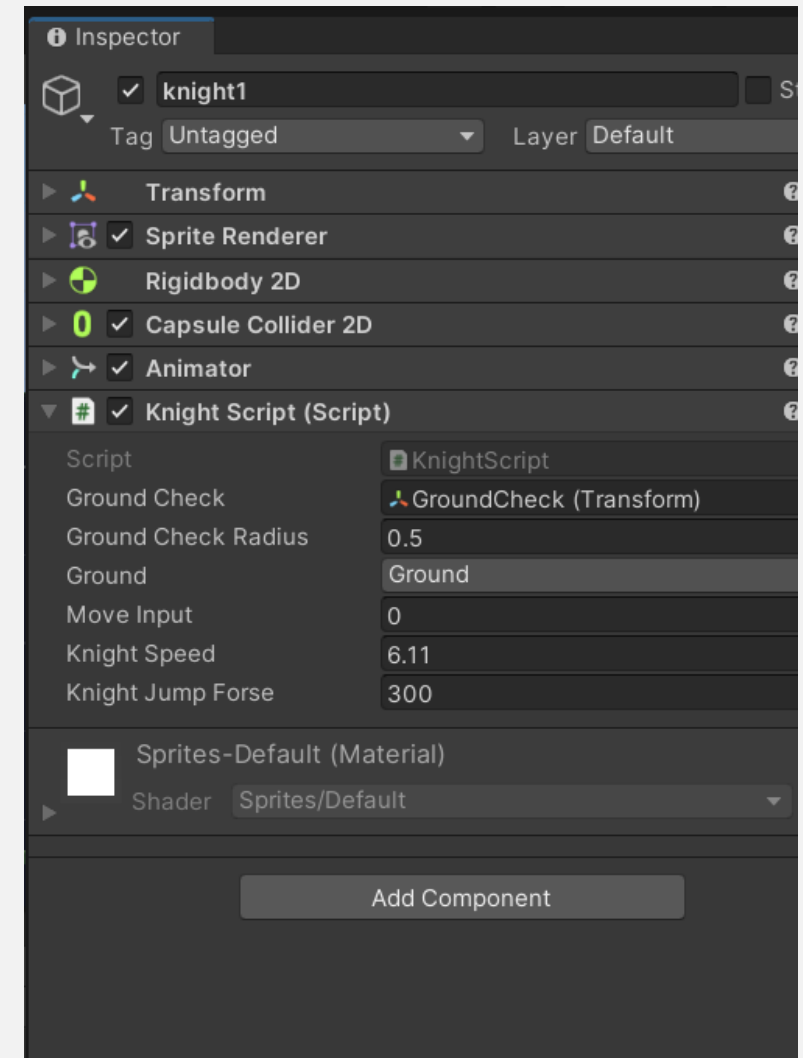 Inspector
knight1 St
Tag Untagged Layer Default
Transform
Sprite Renderer
Rigidbody 2D
Capsule Collider 2D
Animator
# Knight Script (Script)
Script # KnightScript
Ground Check GroundCheck (Transform)
Ground Check Radius 0.5
Ground Ground
Move Input 0
Knight Speed 6.11
Knight Jump Forse 300
Sprites-Default (Material)
Shader Sprites/Default
Add Component